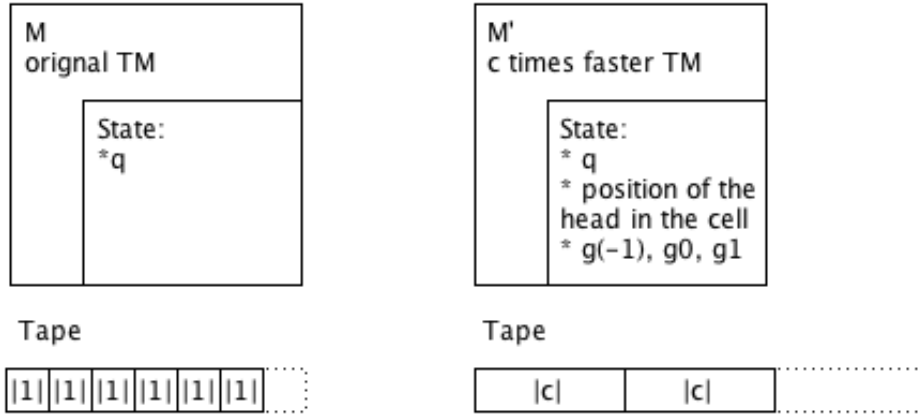 M
orignal TM
State:
*q
Tape
|1| |1| |1| |1| |1| |1|
M'
c times faster TM
State:
* q
* position of the
head in the cell
* g(-1), g0, g1
Tape
|c| |c|